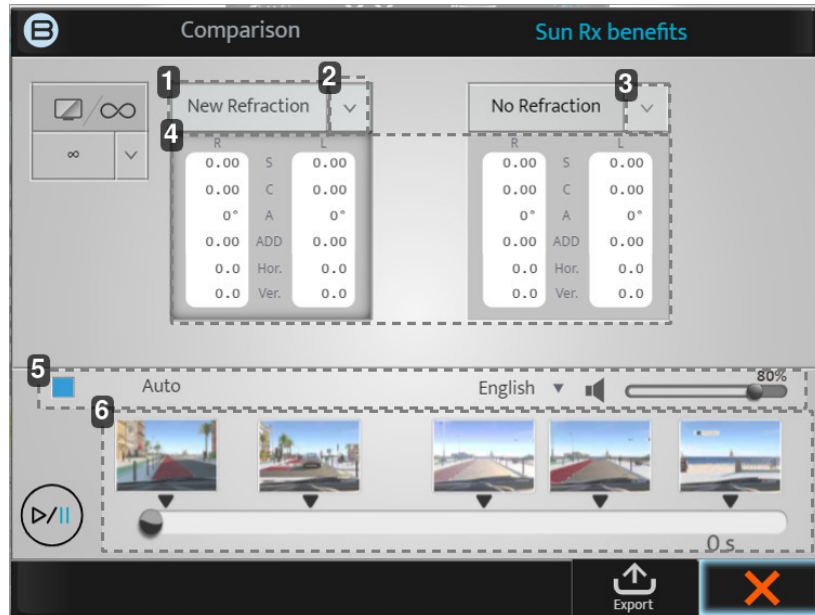 B Comparison Sun Rx benefits
1 New Refraction 2 No Refraction 3
∞
∞
4 R L R L
0.00 S 0.00 0.00 S 0.00
0.00 C 0.00 0.00 C 0.00
0° A 0° 0° A 0°
0.00 ADD 0.00 0.00 ADD 0.00
0.0 Hor. 0.0 0.0 Hor. 0.0
0.0 Ver. 0.0 0.0 Ver. 0.0
5 Auto English 80%
6
0 s
Export